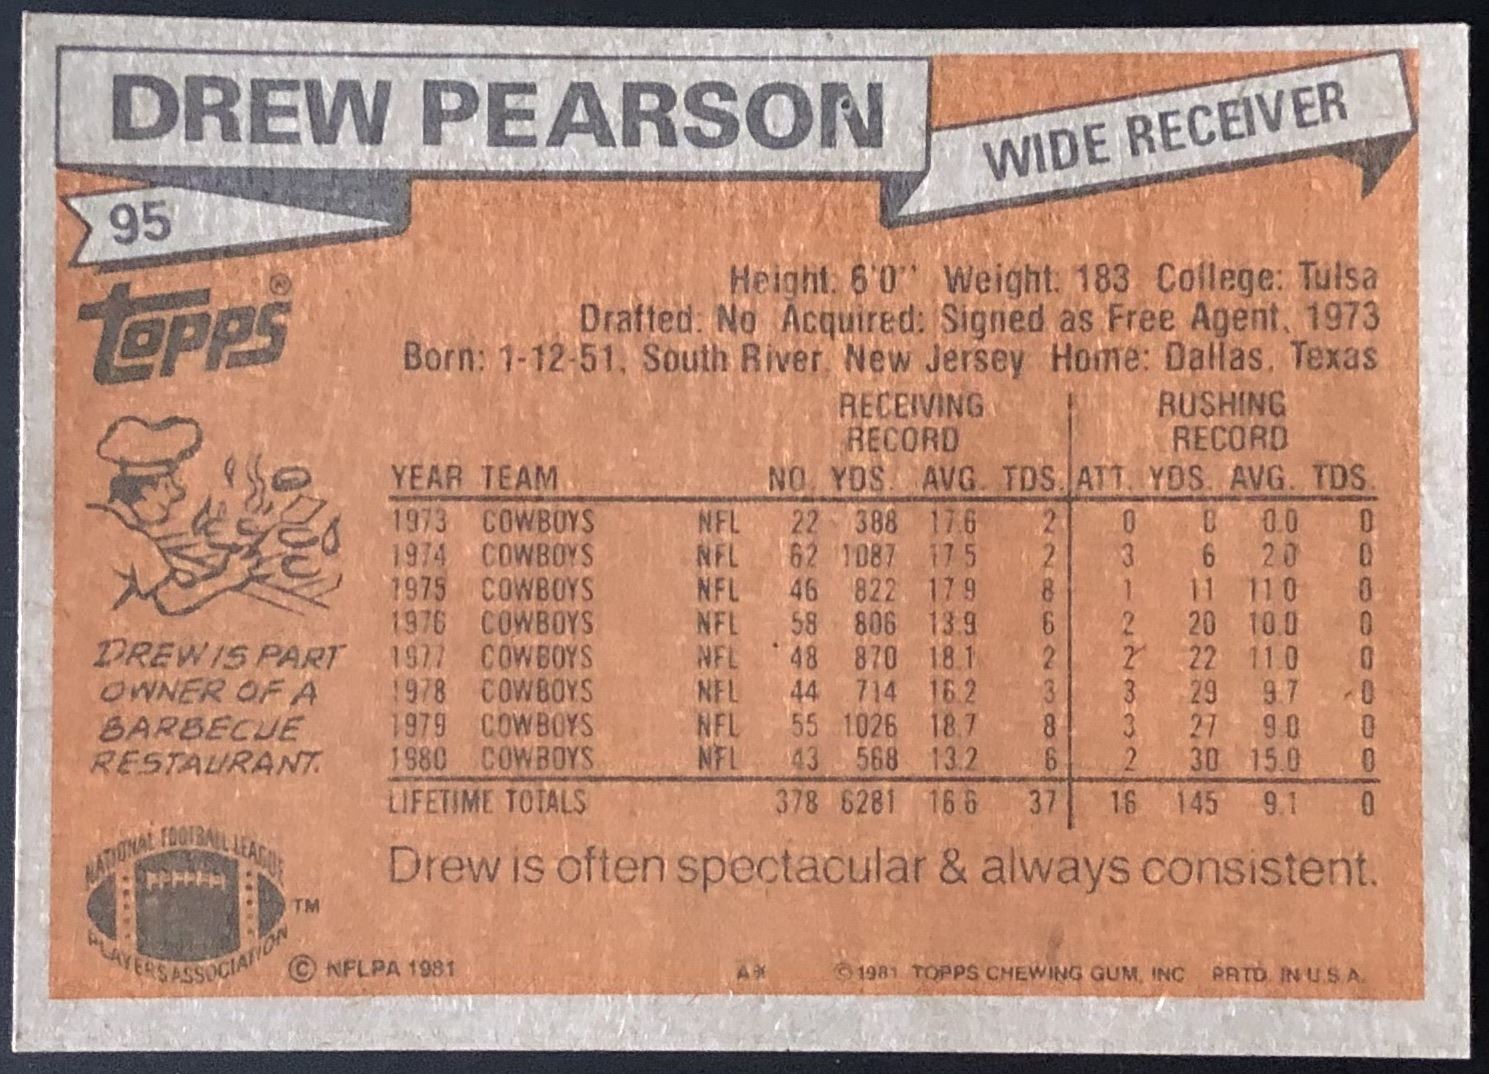 DREW PEARSON
WIDE RECEIVER
95
topps®
Height: 6'0" Weight: 183 College: Tulsa
Drafted: No Acquired: Signed as Free Agent, 1973
Born: 1-12-51, South River, New Jersey Home: Dallas, Texas
RECEIVING RECORD RUSHING RECORD
YEAR TEAM NO. YDS. AVG. TDS. ATT. YDS. AVG. TDS.
1973 COWBOYS NFL 22 388 17.6 2 0 0 0.0 0
1974 COWBOYS NFL 62 1087 17.5 2 3 6 2.0 0
1975 COWBOYS NFL 46 822 17.9 8 1 11 11.0 0
1976 COWBOYS NFL 58 806 13.9 6 2 20 10.0 0
1977 COWBOYS NFL 48 870 18.1 2 2 22 11.0 0
1978 COWBOYS NFL 44 714 16.2 3 3 29 9.7 0
1979 COWBOYS NFL 55 1026 18.7 8 3 27 9.0 0
1980 COWBOYS NFL 43 568 13.2 6 2 30 15.0 0
LIFETIME TOTALS 378 6281 16.6 37 16 145 9.1 0
DREW IS PART
OWNER OF A
BARBECUE
RESTAURANT.
Drew is often spectacular & always consistent.
NATIONAL FOOTBALL LEAGUE
PLAYERS ASSOCIATION
TM
© NFLPA 1981
A* © 1981 TOPPS CHEWING GUM, INC. PRTD. IN U.S.A.